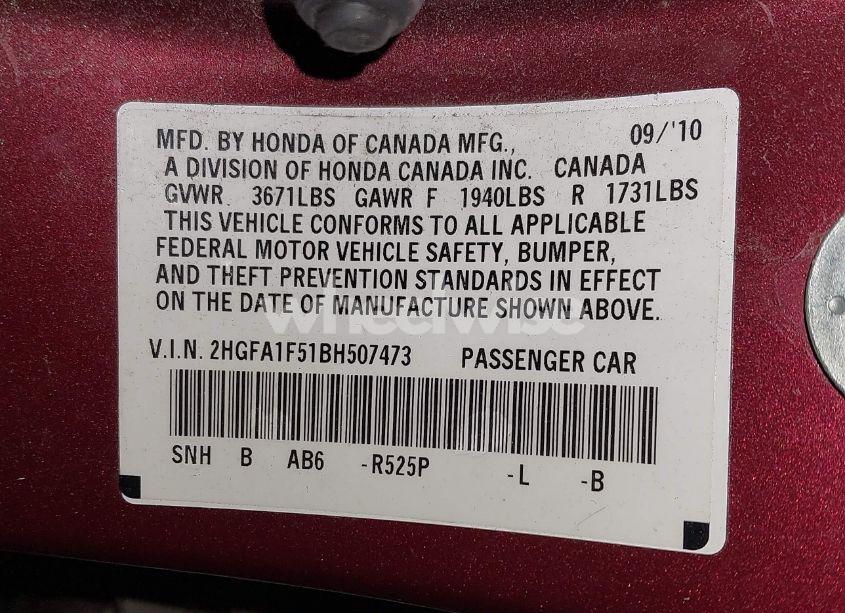 MFD. BY HONDA OF CANADA MFG., 09/'10
A DIVISION OF HONDA CANADA INC. CANADA
GVWR 3671LBS GAWR F 1940LBS R 1731LBS
THIS VEHICLE CONFORMS TO ALL APPLICABLE
FEDERAL MOTOR VEHICLE SAFETY, BUMPER,
AND THEFT PREVENTION STANDARDS IN EFFECT
ON THE DATE OF MANUFACTURE SHOWN ABOVE.
wheelwise
V.I.N. 2HGFA1F51BH507473 PASSENGER CAR
SNH B AB6 -R525P -L -B